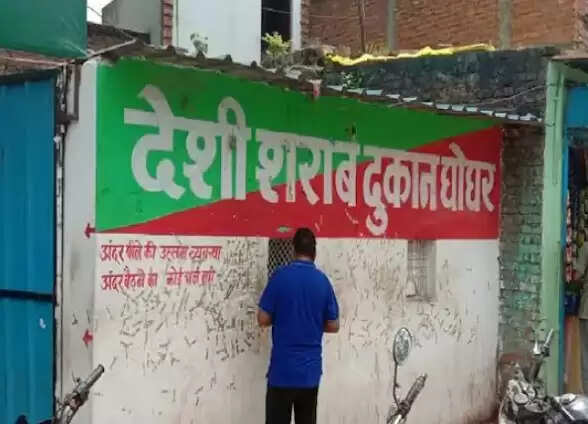 देशी शराब दुकान घोघर
अंदर पीने की उत्तम व्यवस्था
अंदर बैठने का कोई चार्ज नहीं